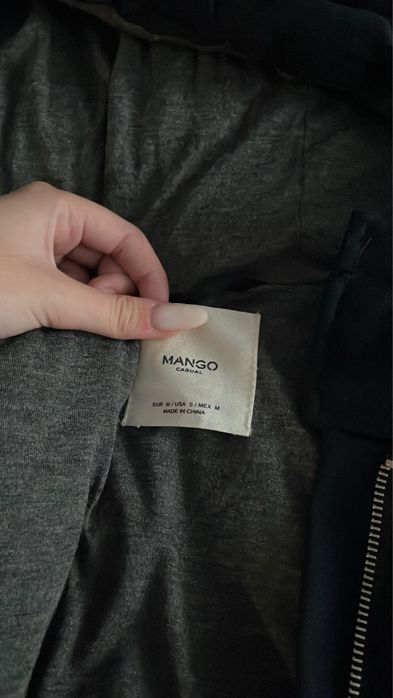 MANGO
CASUAL
EUR M / USA S / MEX M
MADE IN CHINA